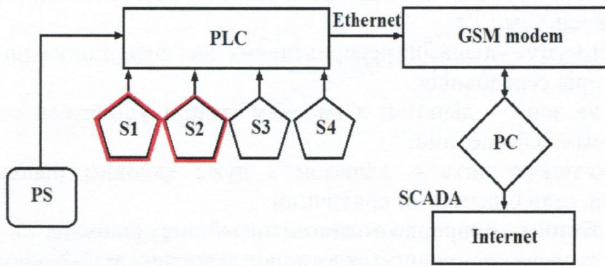 PLC
Ethernet
GSM modem
S1
S2
S3
S4
PC
PS
SCADA
Internet